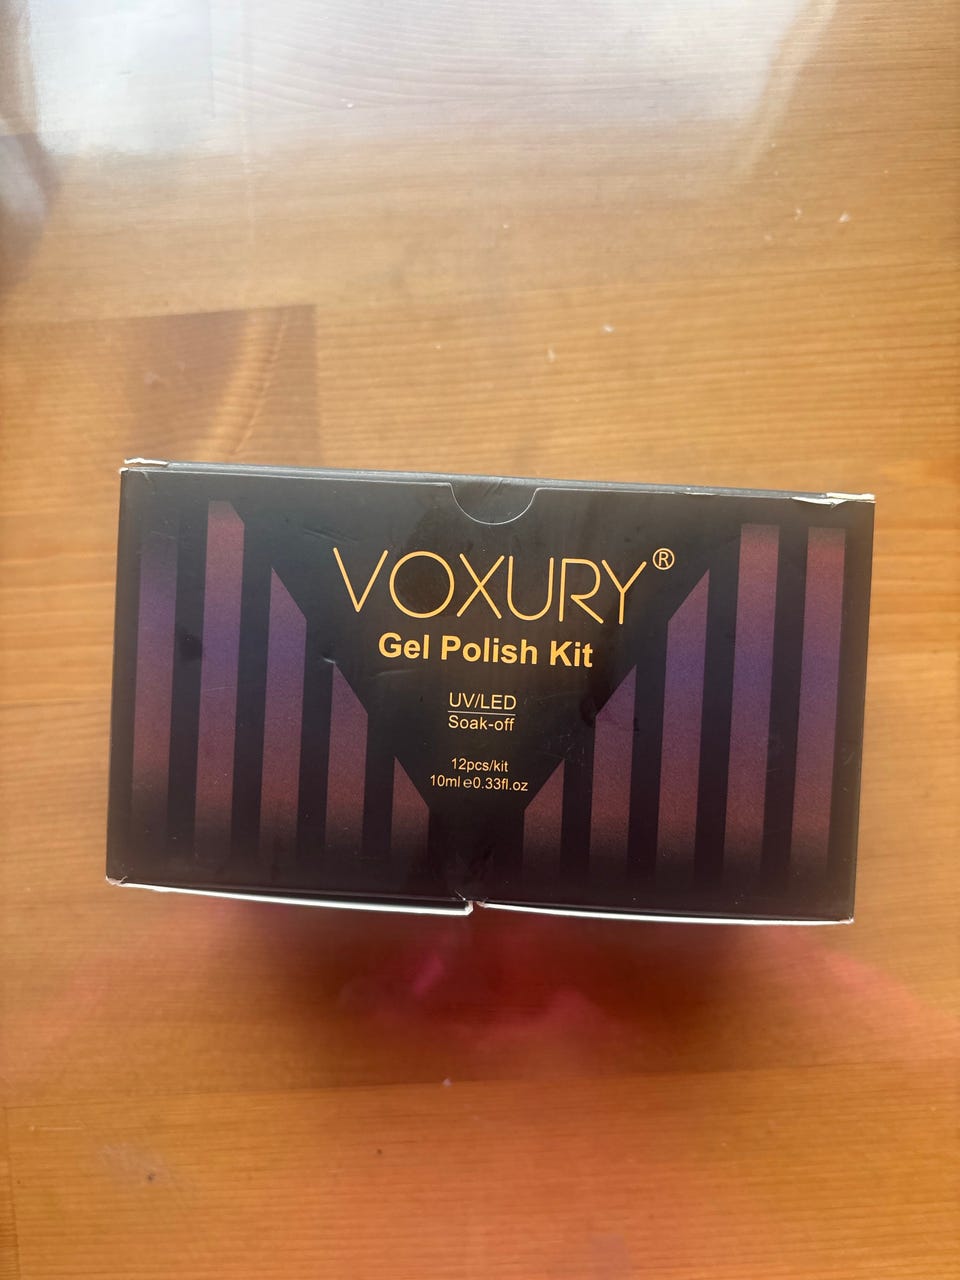 VOXURY®
Gel Polish Kit
UV/LED
Soak-off
12pcs/kit
10ml℮0.33fl.oz